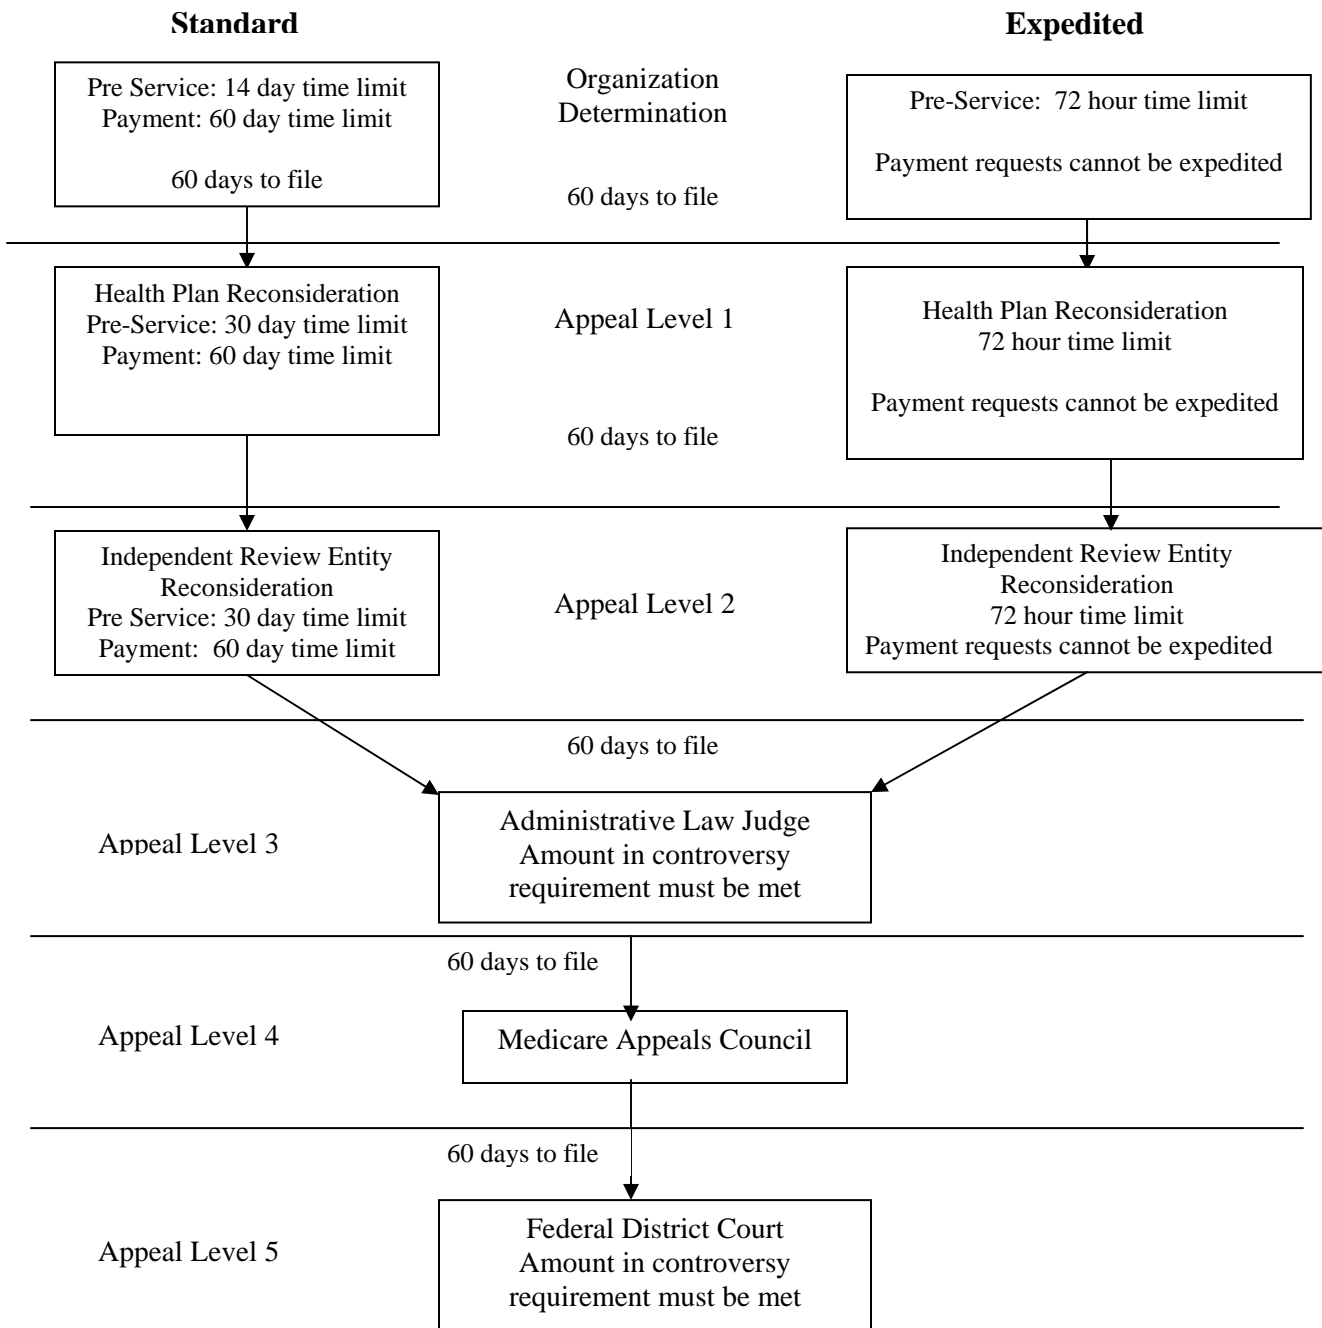 Standard
Expedited
Pre Service: 14 day time limit
Payment: 60 day time limit
60 days to file
Organization
Determination
60 days to file
Pre-Service: 72 hour time limit
Payment requests cannot be expedited
Health Plan Reconsideration
Pre-Service: 30 day time limit
Payment: 60 day time limit
Appeal Level 1
60 days to file
Health Plan Reconsideration
72 hour time limit
Payment requests cannot be expedited
Independent Review Entity
Reconsideration
Pre Service: 30 day time limit
Payment: 60 day time limit
Appeal Level 2
Independent Review Entity
Reconsideration
72 hour time limit
Payment requests cannot be expedited
60 days to file
Appeal Level 3
Administrative Law Judge
Amount in controversy
requirement must be met
60 days to file
Appeal Level 4
Medicare Appeals Council
60 days to file
Appeal Level 5
Federal District Court
Amount in controversy
requirement must be met